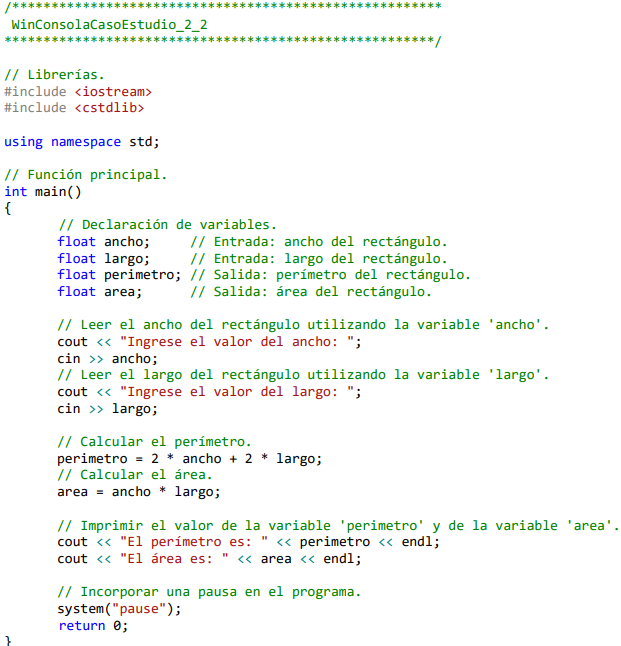 /*******************************************************
WinConsolaCasoEstudio_2_2
*******************************************************/
// Librerías.
#include <iostream>
#include <cstdlib>
using namespace std;
// Función principal.
int main()
{
// Declaración de variables.
float ancho; // Entrada: ancho del rectángulo.
float largo; // Entrada: largo del rectángulo.
float perimetro; // Salida: perímetro del rectángulo.
float area; // Salida: área del rectángulo.
// Leer el ancho del rectángulo utilizando la variable 'ancho'.
cout << "Ingrese el valor del ancho: ";
cin >> ancho;
// Leer el largo del rectángulo utilizando la variable 'largo'.
cout << "Ingrese el valor del largo: ";
cin >> largo;
// Calcular el perímetro.
perimetro = 2 * ancho + 2 * largo;
// Calcular el área.
area = ancho * largo;
// Imprimir el valor de la variable 'perimetro' y de la variable 'area'.
cout << "El perímetro es: " << perimetro << endl;
cout << "El área es: " << area << endl;
// Incorporar una pausa en el programa.
system("pause");
return 0;
}